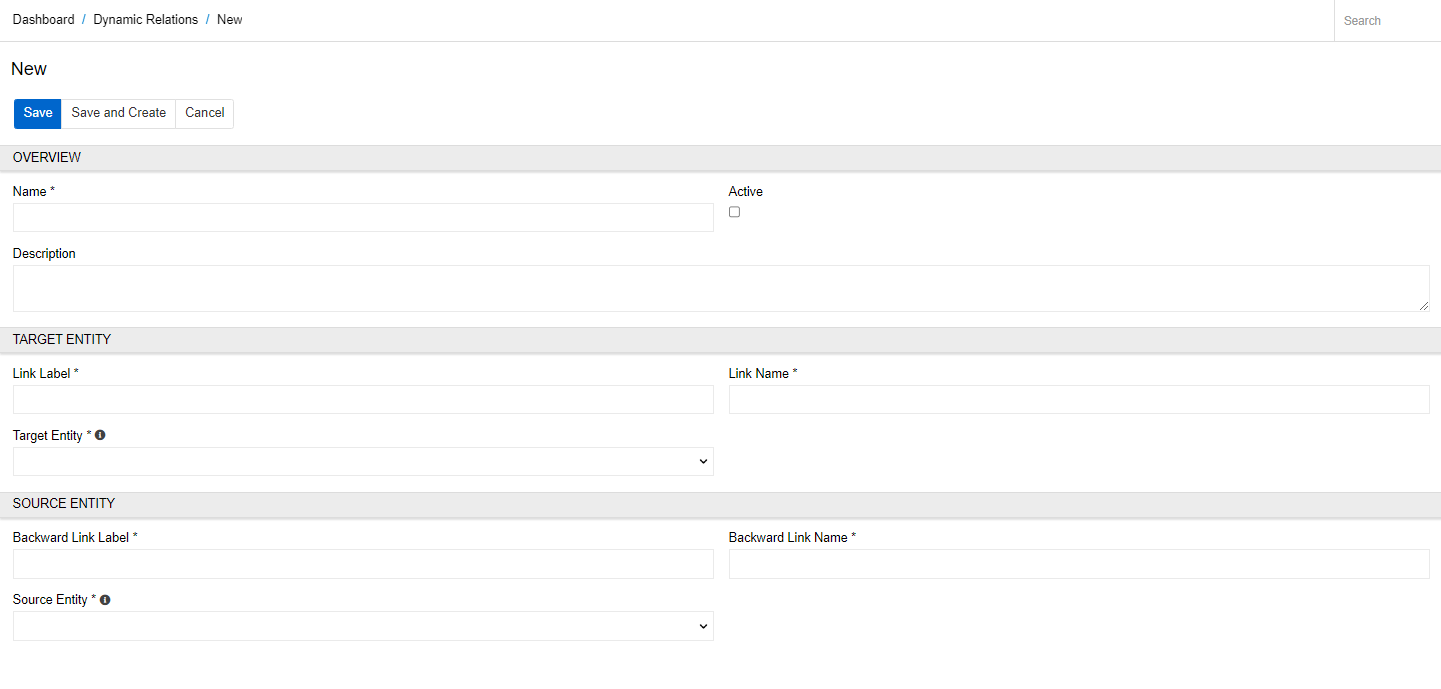 Dashboard / Dynamic Relations / New
Search
New
Save Save and Create Cancel
OVERVIEW
Name * Active
Description
TARGET ENTITY
Link Label * Link Name *
Target Entity *
SOURCE ENTITY
Backward Link Label * Backward Link Name *
Source Entity *